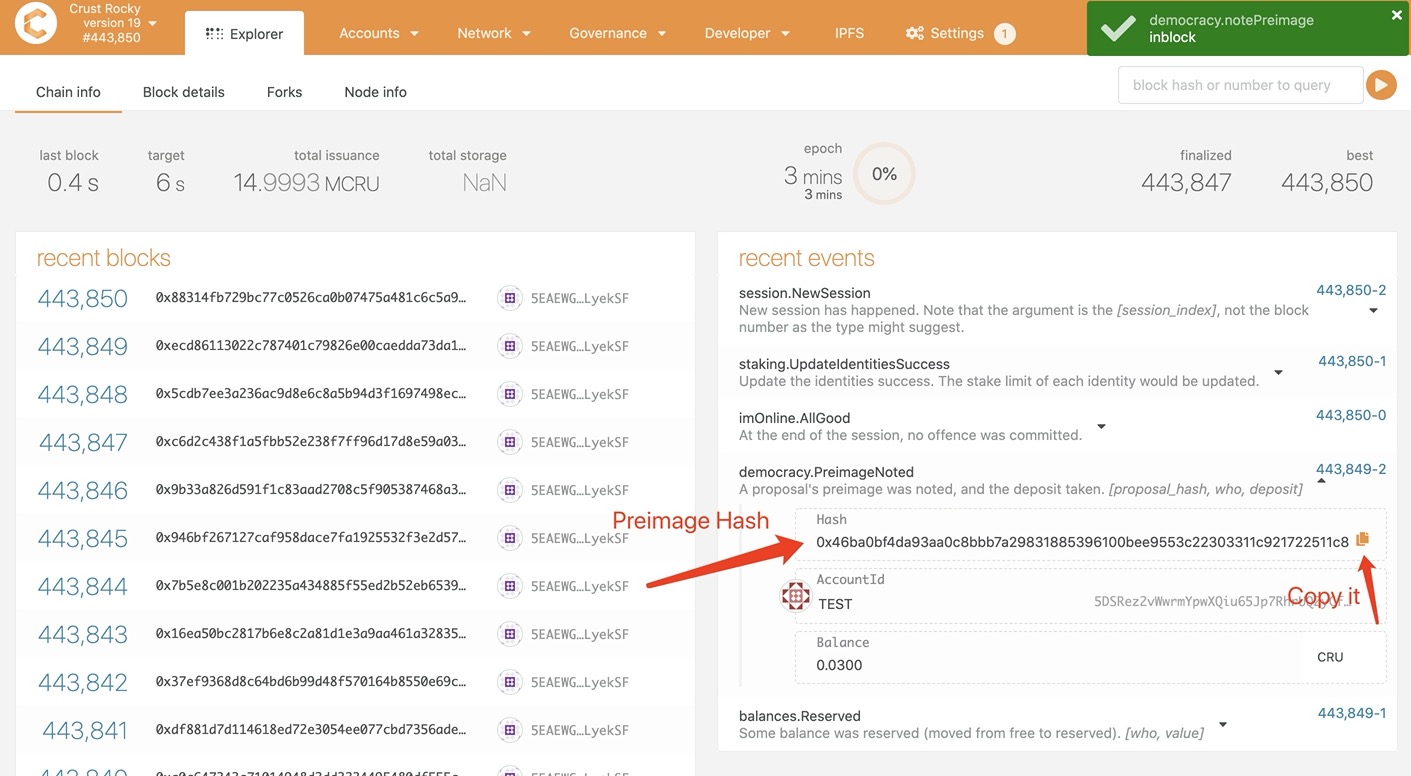 Crust Rocky
version 19
#443,850
Explorer
Accounts
Network
Governance
Developer
IPFS
Settings
1
democracy.notePreimage
inblock
Chain info
Block details
Forks
Node info
block hash or number to query
last block
0.4 s
target
6 s
total issuance
14.9993 MCRU
total storage
NaN
epoch
3 mins
3 mins
0%
finalized
443,847
best
443,850
recent blocks
443,850 0x88314fb729bc77c0526ca0b07475a481c6c5a9… 5EAEWG…LyekSF
443,849 0xecd86113022c787401c79826e00caedda73da1… 5EAEWG…LyekSF
443,848 0x5cdb7ee3a236ac9d8e6c8a5b94d3f1697498ec… 5EAEWG…LyekSF
443,847 0xc6d2c438f1a5fbb52e238f7ff96d17d8e59a03… 5EAEWG…LyekSF
443,846 0x9b33a826d591f1c83aad2708c5f905387468a3… 5EAEWG…LyekSF
443,845 0x946bf267127caf958dace7fa1925532f3e2d57… 5EAEWG…LyekSF
443,844 0x7b5e8c001b202235a434885f55ed2b52eb6539… 5EAEWG…LyekSF
443,843 0x16ea50bc2817b6e8c2a81d1e3a9aa461a32835… 5EAEWG…LyekSF
443,842 0x37ef9368d8c64bd6b99d48f570164b8550e69c… 5EAEWG…LyekSF
443,841 0xdf881d7d114618ed72e3054ee077cbd7356ade… 5EAEWG…LyekSF
recent events
session.NewSession 443,850-2
New session has happened. Note that the argument is the [session_index], not the block
number as the type might suggest.
staking.UpdateIdentitiesSuccess 443,850-1
Update the identities success. The stake limit of each identity would be updated.
imOnline.AllGood 443,850-0
At the end of the session, no offence was committed.
democracy.PreimageNoted 443,849-2
A proposal's preimage was noted, and the deposit taken. [proposal_hash, who, deposit]
Preimage Hash
Hash
0x46ba0bf4da93aa0c8bbb7a29831885396100bee9553c22303311c921722511c8
AccountId
TEST
Copy it
Balance
0.0300 CRU
balances.Reserved 443,849-1
Some balance was reserved (moved from free to reserved). [who, value]